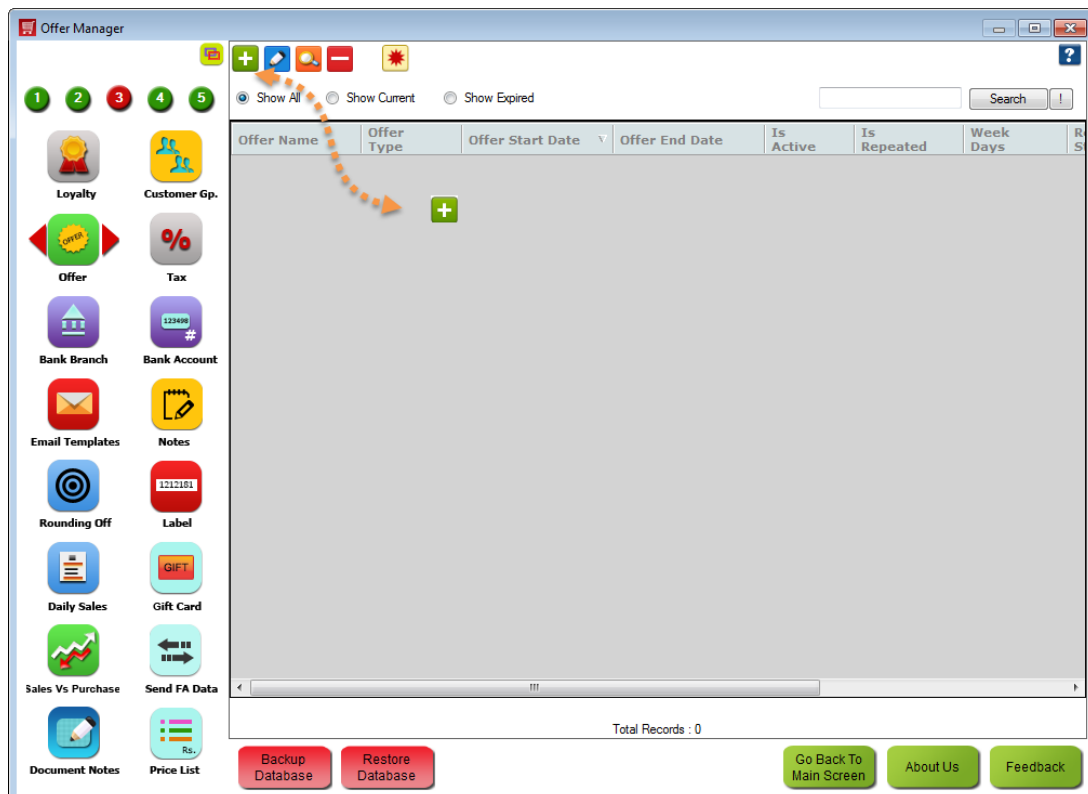 Offer Manager
?
1 2 3 4 5
Show All Show Current Show Expired Search !
Offer Name Offer Type Offer Start Date Offer End Date Is Active Is Repeated Week Days
Loyalty Customer Gp.
OFFER %
Offer Tax
123498 #
Bank Branch Bank Account
Email Templates Notes
1212181
Rounding Off Label
GIFT
Daily Sales Gift Card
Sales Vs Purchase Send FA Data
Total Records : 0
Rs.
Document Notes Price List
Backup Database Restore Database Go Back To Main Screen About Us Feedback